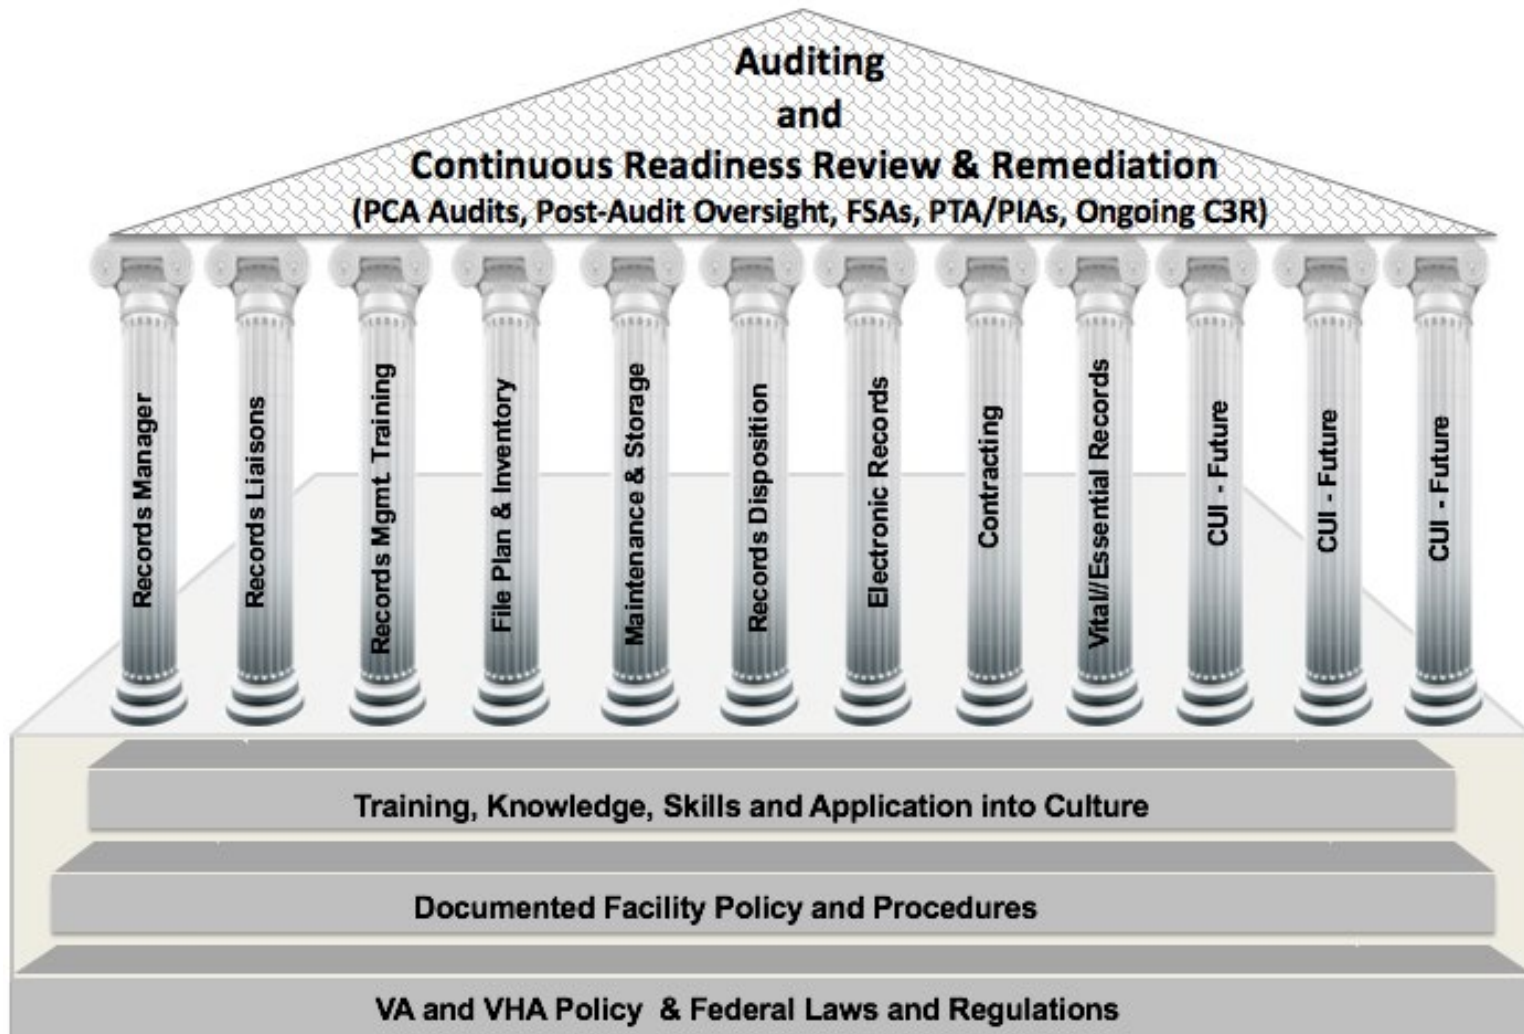 Auditing
and
Continuous Readiness Review & Remediation
(PCA Audits, Post-Audit Oversight, FSAs, PTA/PIAs, Ongoing C3R)
Records Manager
Records Liaisons
Records Mgmt. Training
File Plan & Inventory
Maintenance & Storage
Records Disposition
Electronic Records
Contracting
Vital//Essential Records
CUI - Future
CUI - Future
CUI - Future
Training, Knowledge, Skills and Application into Culture
Documented Facility Policy and Procedures
VA and VHA Policy & Federal Laws and Regulations